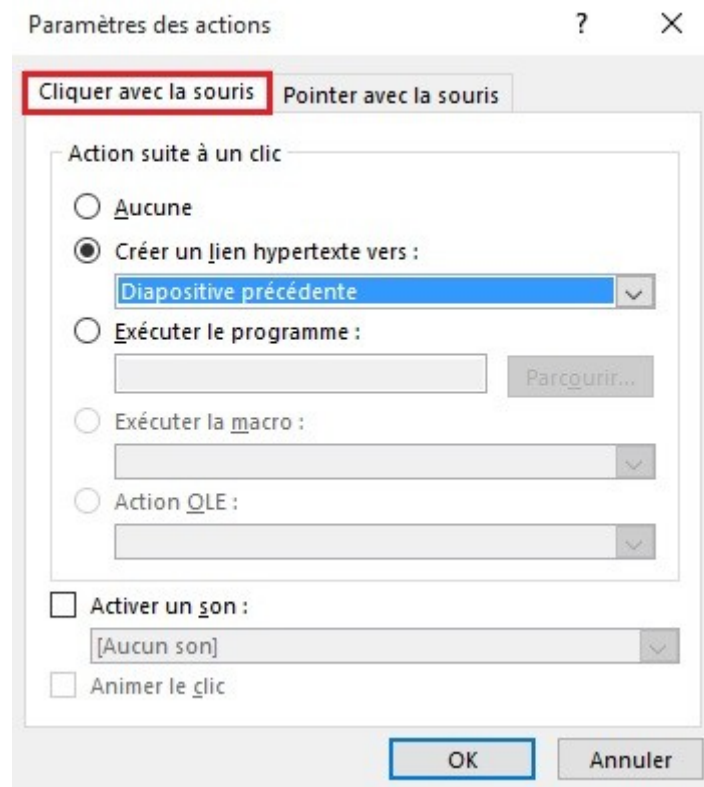 Paramètres des actions ?
Cliquer avec la souris Pointer avec la souris
Action suite à un clic
Aucune
Créer un lien hypertexte vers :
Diapositive précédente
Exécuter le programme :
Parcourir...
Exécuter la macro :
Action OLE :
Activer un son :
[Aucun son]
Animer le clic
OK Annuler